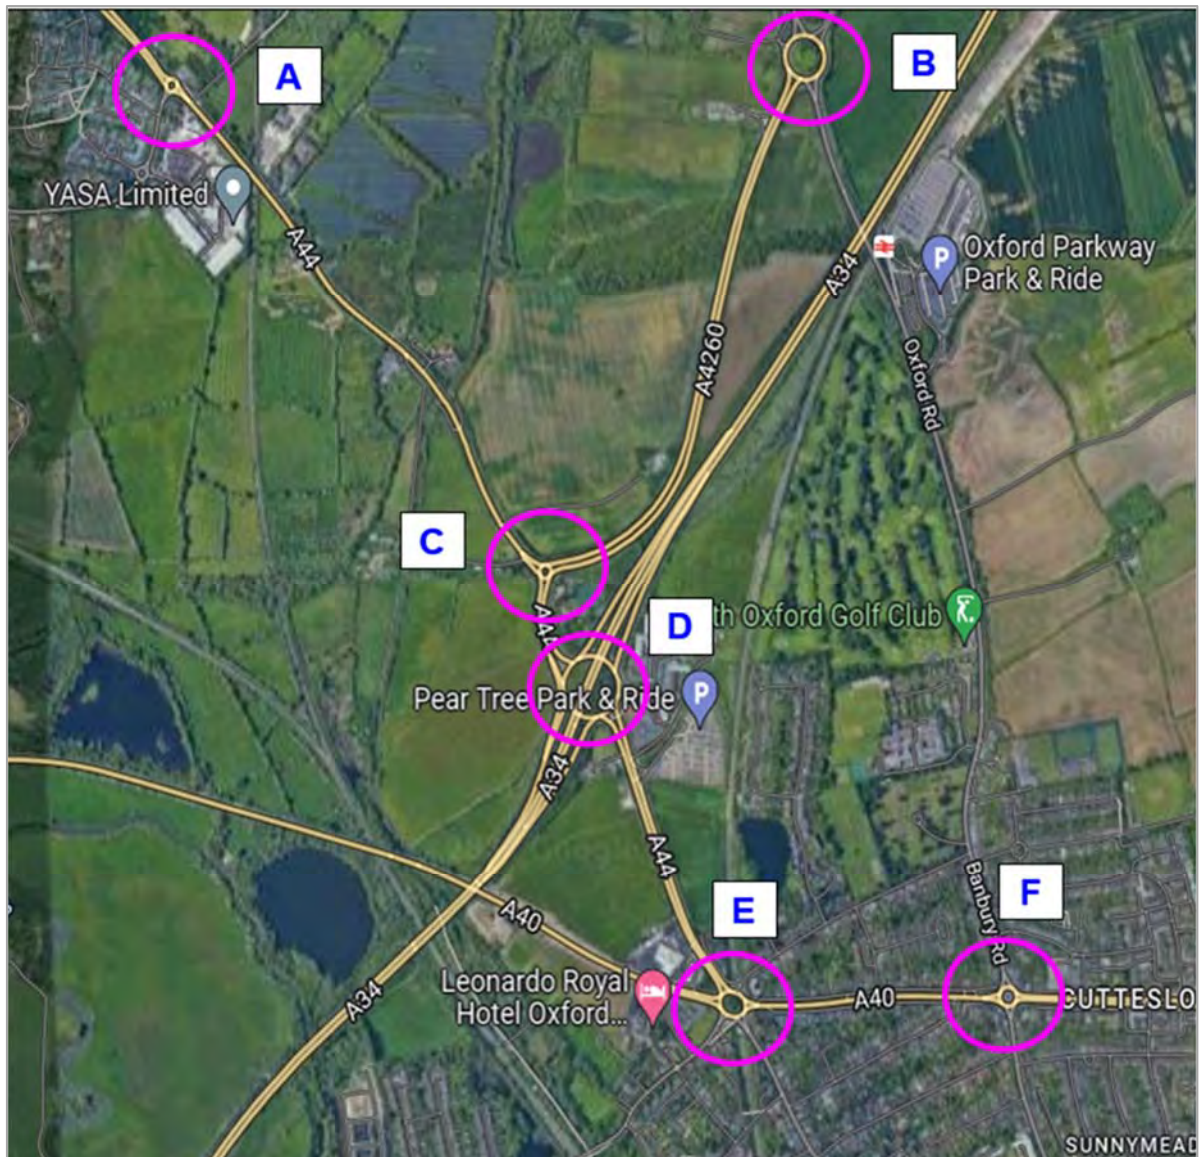 A
B
YASA Limited
A44
Oxford Parkway
Park & Ride
A34
A4260
Oxford Rd
C
D
th Oxford Golf Club
A44
Pear Tree Park & Ride
A34
A44
E
F
Banbury Rd
A40
Leonardo Royal
Hotel Oxford...
A40
CUTTESLO
A34
SUNNYMEAD